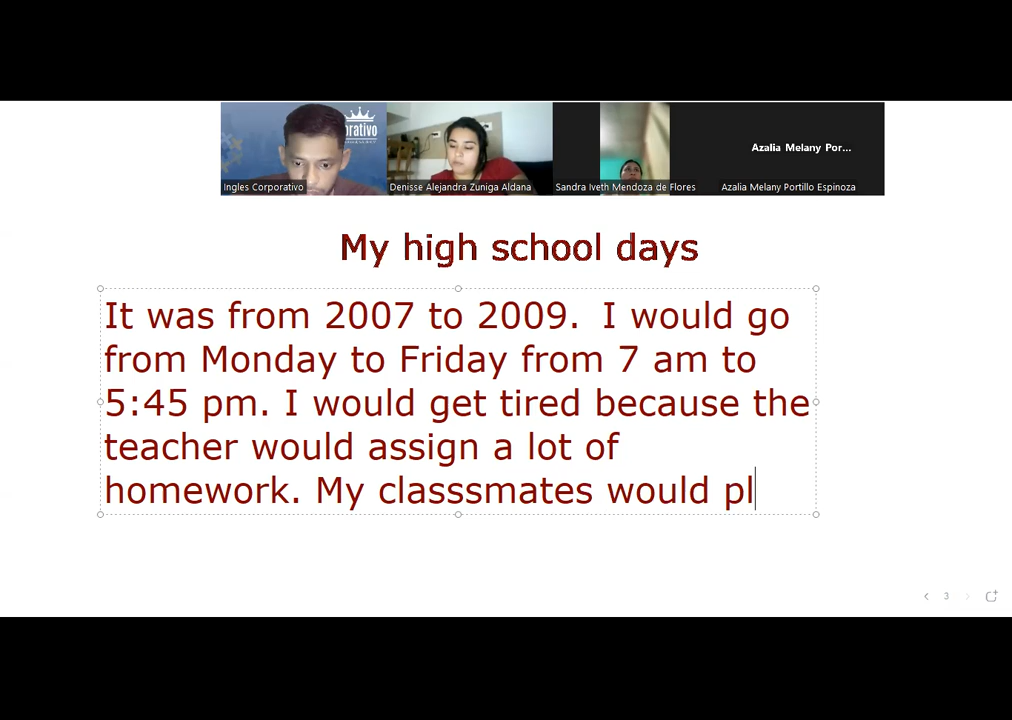 orativo
Ingles Corporativo
Denisse Alejandra Zuniga Aldana
Sandra Iveth Mendoza de Flores
Azalia Melany Por...
Azalia Melany Portillo Espinoza
My high school days
It was from 2007 to 2009. I would go
from Monday to Friday from 7 am to
5:45 pm. I would get tired because the
teacher would assign a lot of
homework. My classsmates would pl
3